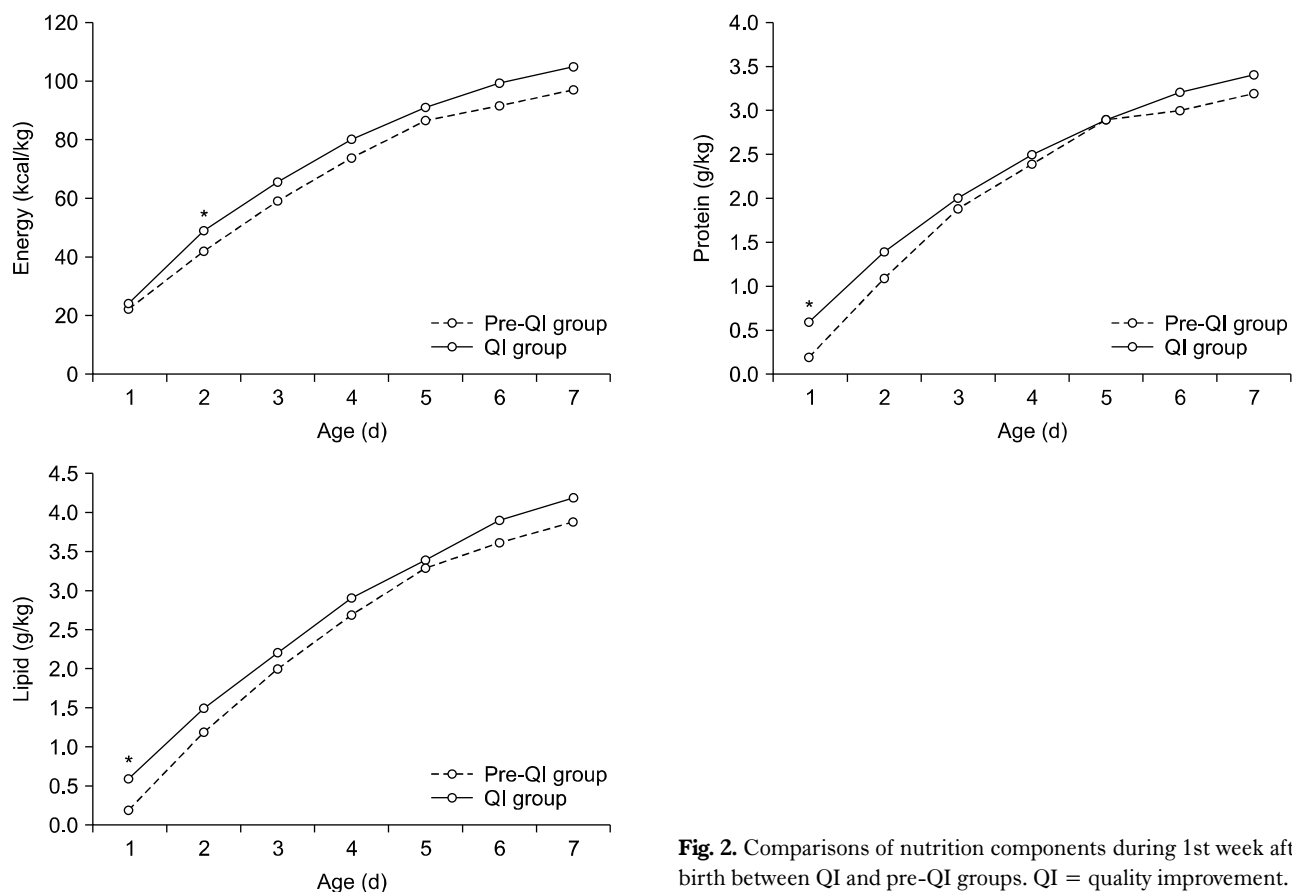 120
100
80
60
40
20
0
Energy (kcal/kg)
*
Pre-QI group
QI group
1 2 3 4 5 6 7
Age (d)
4.0
3.5
3.0
2.5
2.0
1.5
1.0
0.5
0.0
Protein (g/kg)
*
Pre-QI group
QI group
1 2 3 4 5 6 7
Age (d)
4.5
4.0
3.5
3.0
2.5
2.0
1.5
1.0
0.5
0.0
Lipid (g/kg)
*
Pre-QI group
QI group
1 2 3 4 5 6 7
Age (d)
Fig. 2. Comparisons of nutrition components during 1st week aft
birth between QI and pre-QI groups. QI = quality improvement.